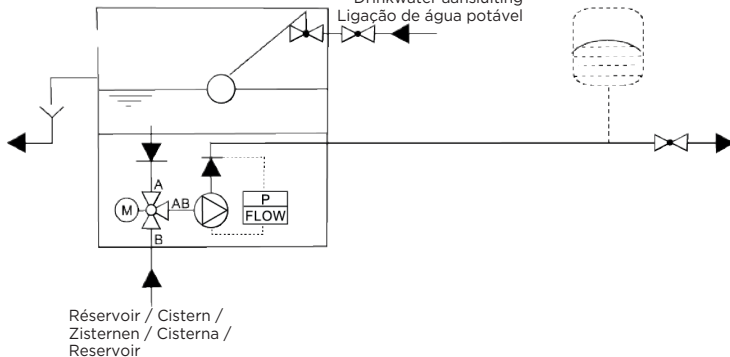 Drinkwater aansluiting
Ligação de água potável
A
M
AB
P
FLOW
B
Réservoir / Cistern /
Zisternen / Cisterna /
Reservoir